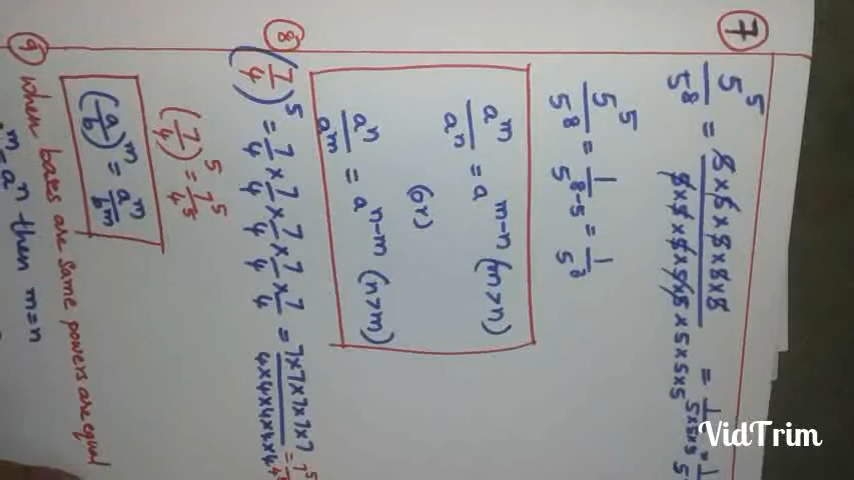 7
5^5/5^8 = 5×5×5×5×5/5×5×5×5×5×5×5×5 = 1/5×5×5 = 1/5
5^5/5^8 = 1/5^(8-5) = 1/5^3
a^m/a^n = a^(m-n) (m>n)
(or)
a^n/a^m = a^(n-m) (n>m)
8
(7/4)^5 = 7/4 × 7/4 × 7/4 × 7/4 × 7/4 = 7×7×7×7×7/4×4×4×4×4 = 7^5/4^5
(7/4)^5 = 7^5/4^5
(a/b)^m = a^m/b^m
9 when bases are same powers are equal
a^m = a^n then m=n
VidTrim